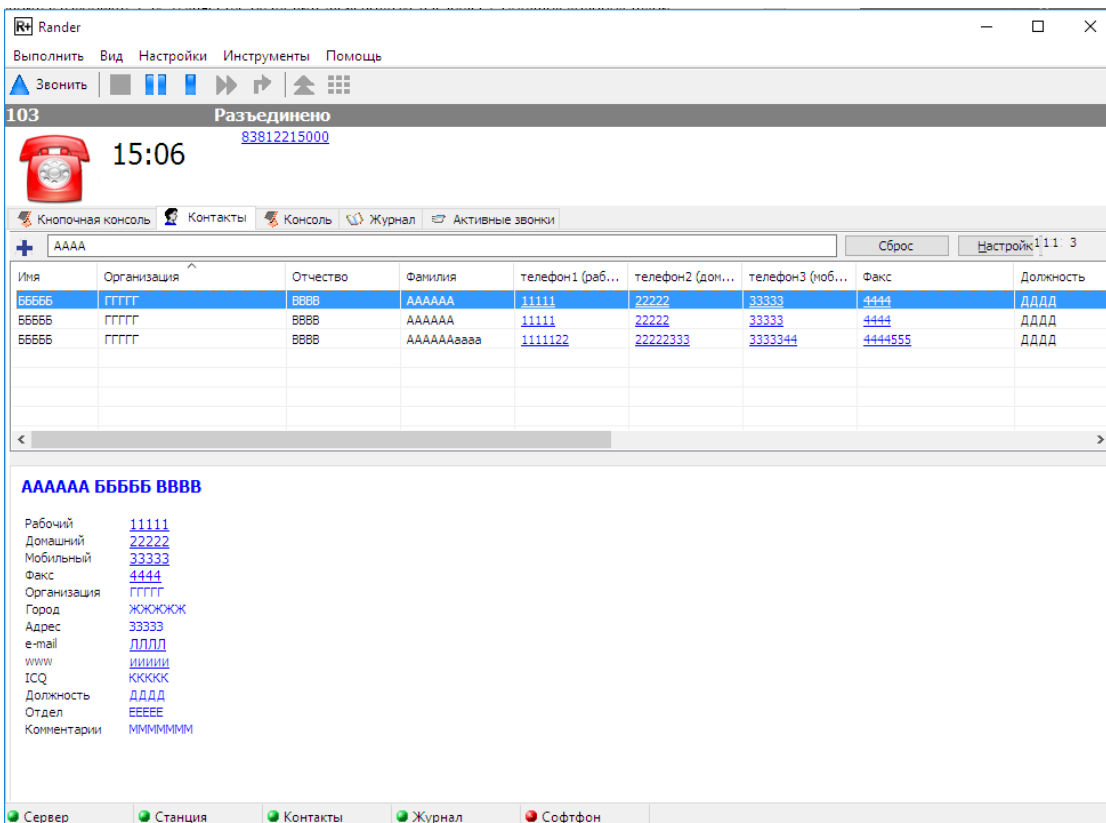 Rander
Выполнить Вид Настройки Инструменты Помощь
Звонить
103 Разъединено
83812215000
15:06
Кнопочная консоль Контакты Консоль Журнал Активные звонки
АААА Сброс Настройк 3
Имя Организация Отчество Фамилия телефон1 (раб... телефон2 (дом... телефон3 (моб... Факс Должность
БББББ ГГГГГ ВВВВ АААААА 11111 22222 33333 4444 ДДДД
БББББ ГГГГГ ВВВВ АААААА 11111 22222 33333 4444 ДДДД
БББББ ГГГГГ ВВВВ ААААААаааа 1111122 22222333 3333344 4444555 ДДДД
АААААА БББББ ВВВВ
Рабочий 11111
Домашний 22222
Мобильный 33333
Факс 4444
Организация ГГГГГ
Город ЖЖЖЖЖ
Адрес 33333
e-mail ЛЛЛЛ
www ИИИИИ
ICQ ККККК
Должность ДДДД
Отдел ЕЕЕЕЕ
Комментарии МММММММ
Сервер Станция Контакты Журнал Софтфон